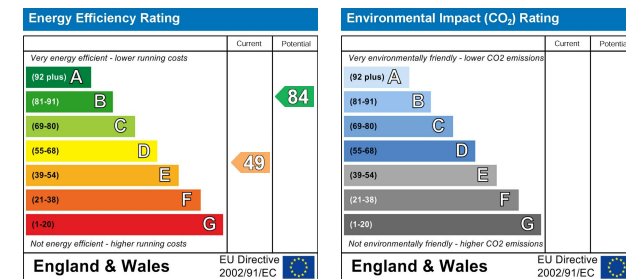 Energy Efficiency Rating
Current Potential
Very energy efficient - lower running costs
(92 plus) A
(81-91) B
84
(69-80) C
(55-68) D
49
(39-54) E
(21-38) F
(1-20) G
Not energy efficient - higher running costs
England & Wales
EU Directive
2002/91/EC
Environmental Impact (CO₂) Rating
Current Potential
Very environmentally friendly - lower CO2 emissions
(92 plus) A
(81-91) B
(69-80) C
(55-68) D
(39-54) E
(21-38) F
(1-20) G
Not environmentally friendly - higher CO2 emissions
England & Wales
EU Directive
2002/91/EC